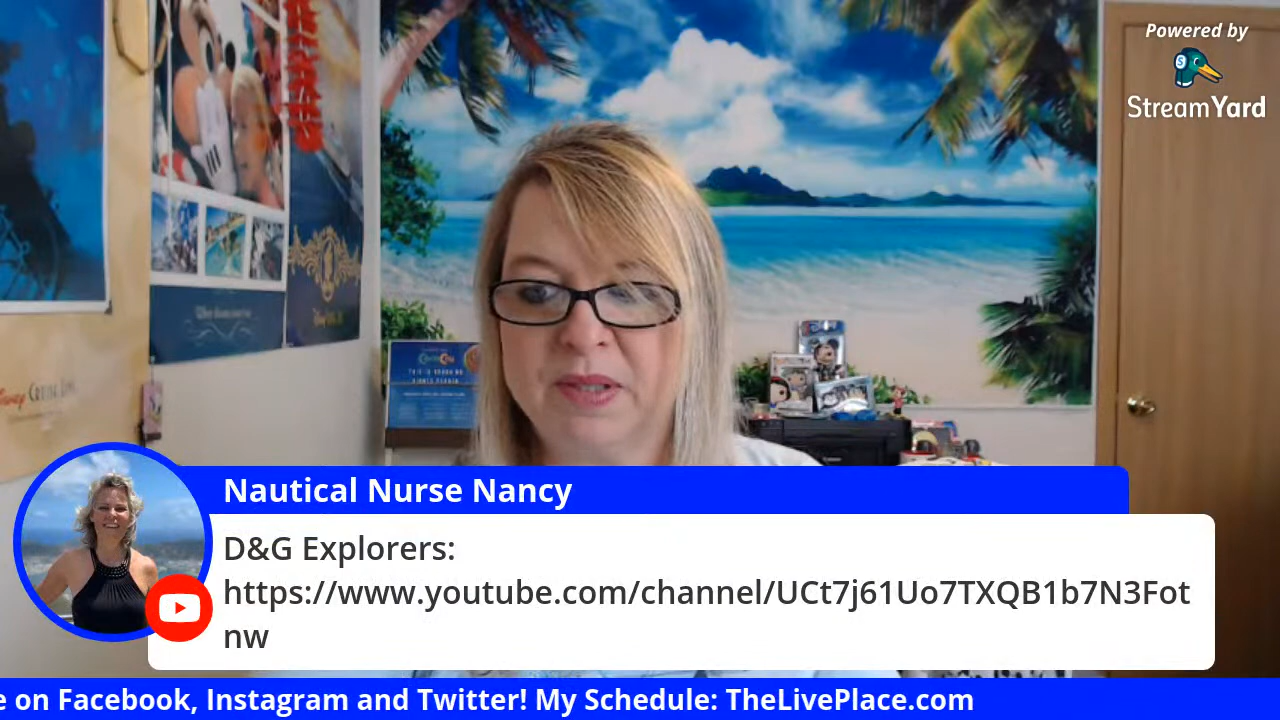 Powered by
StreamYard
Nautical Nurse Nancy
D&G Explorers:
https://www.youtube.com/channel/UCt7j61Uo7TXQB1b7N3Fot
nw
e on Facebook, Instagram and Twitter! My Schedule: TheLivePlace.com